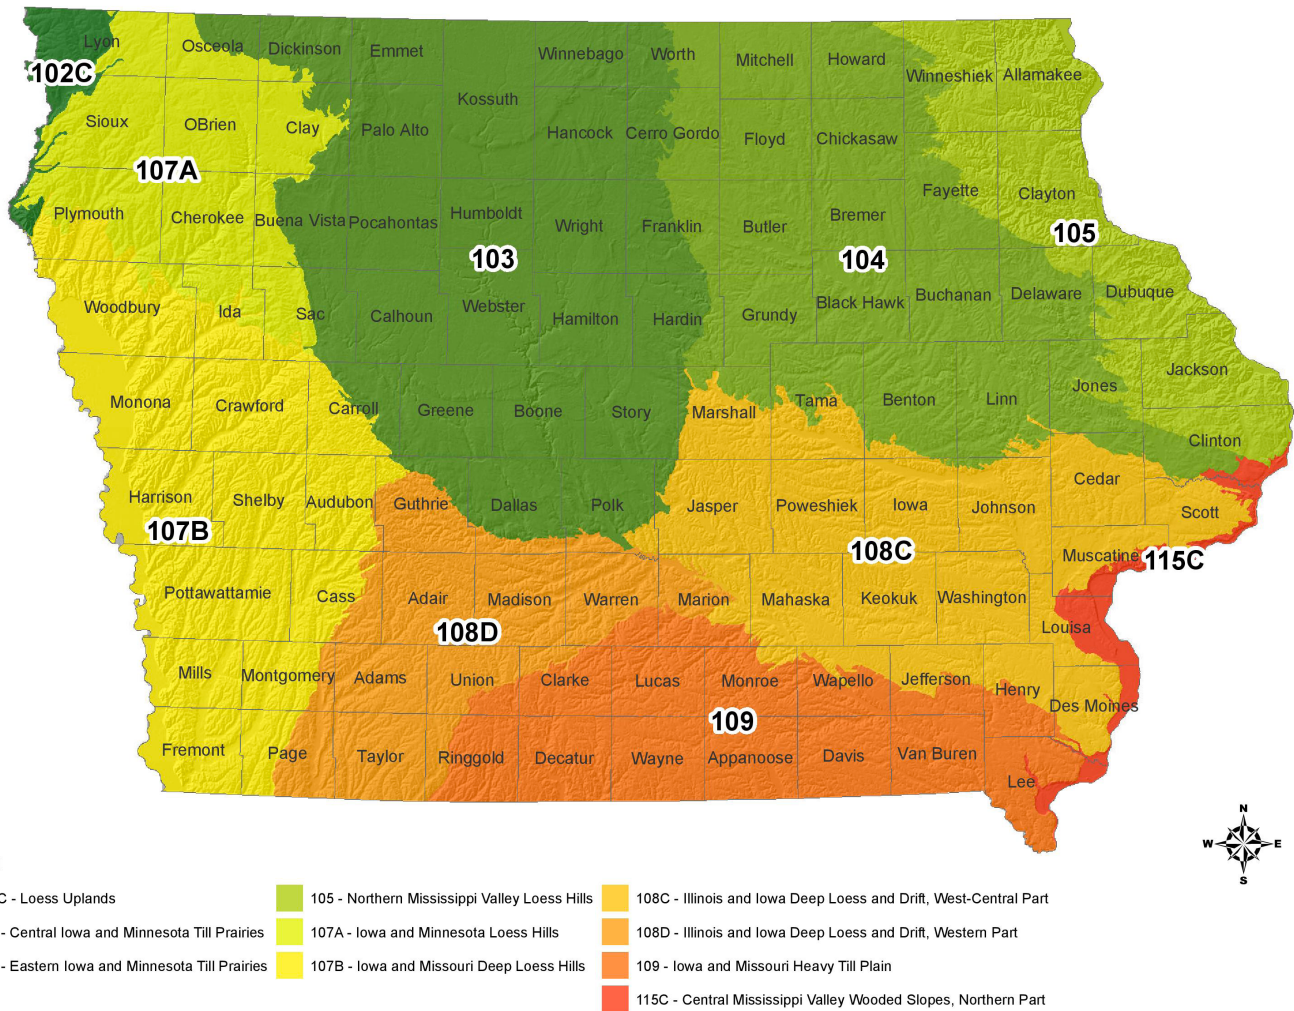 Lyon Osceola Dickinson Emmet Winnebago Worth Mitchell Howard Winneshiek Allamakee
102C
Kossuth
Sioux OBrien Clay Palo Alto Hancock Cerro Gordo Floyd Chickasaw
107A
Fayette Clayton
Plymouth Cherokee Buena Vista Pocahontas Humboldt Wright Franklin Butler Bremer
105
103
104
Woodbury Ida Sac Calhoun Webster Hamilton Hardin Grundy Black Hawk Buchanan Delaware Dubuque
Monona Crawford Carroll Greene Boone Story Marshall Tama Benton Linn Jones Jackson
Clinton
Harrison Shelby Audubon Guthrie Dallas Polk Jasper Poweshiek Iowa Johnson Cedar Scott
107B
108C
Muscatine
115C
Pottawattamie Cass Adair Madison Warren Marion Mahaska Keokuk Washington
108D
Louisa
Mills Montgomery Adams Union Clarke Lucas Monroe Wapello Jefferson Henry
Des Moines
109
Fremont Page Taylor Ringgold Decatur Wayne Appanoose Davis Van Buren
Lee
N
W E
S
C - Loess Uplands
- Central Iowa and Minnesota Till Prairies
- Eastern Iowa and Minnesota Till Prairies
105 - Northern Mississippi Valley Loess Hills
107A - Iowa and Minnesota Loess Hills
107B - Iowa and Missouri Deep Loess Hills
108C - Illinois and Iowa Deep Loess and Drift, West-Central Part
108D - Illinois and Iowa Deep Loess and Drift, Western Part
109 - Iowa and Missouri Heavy Till Plain
115C - Central Mississippi Valley Wooded Slopes, Northern Part